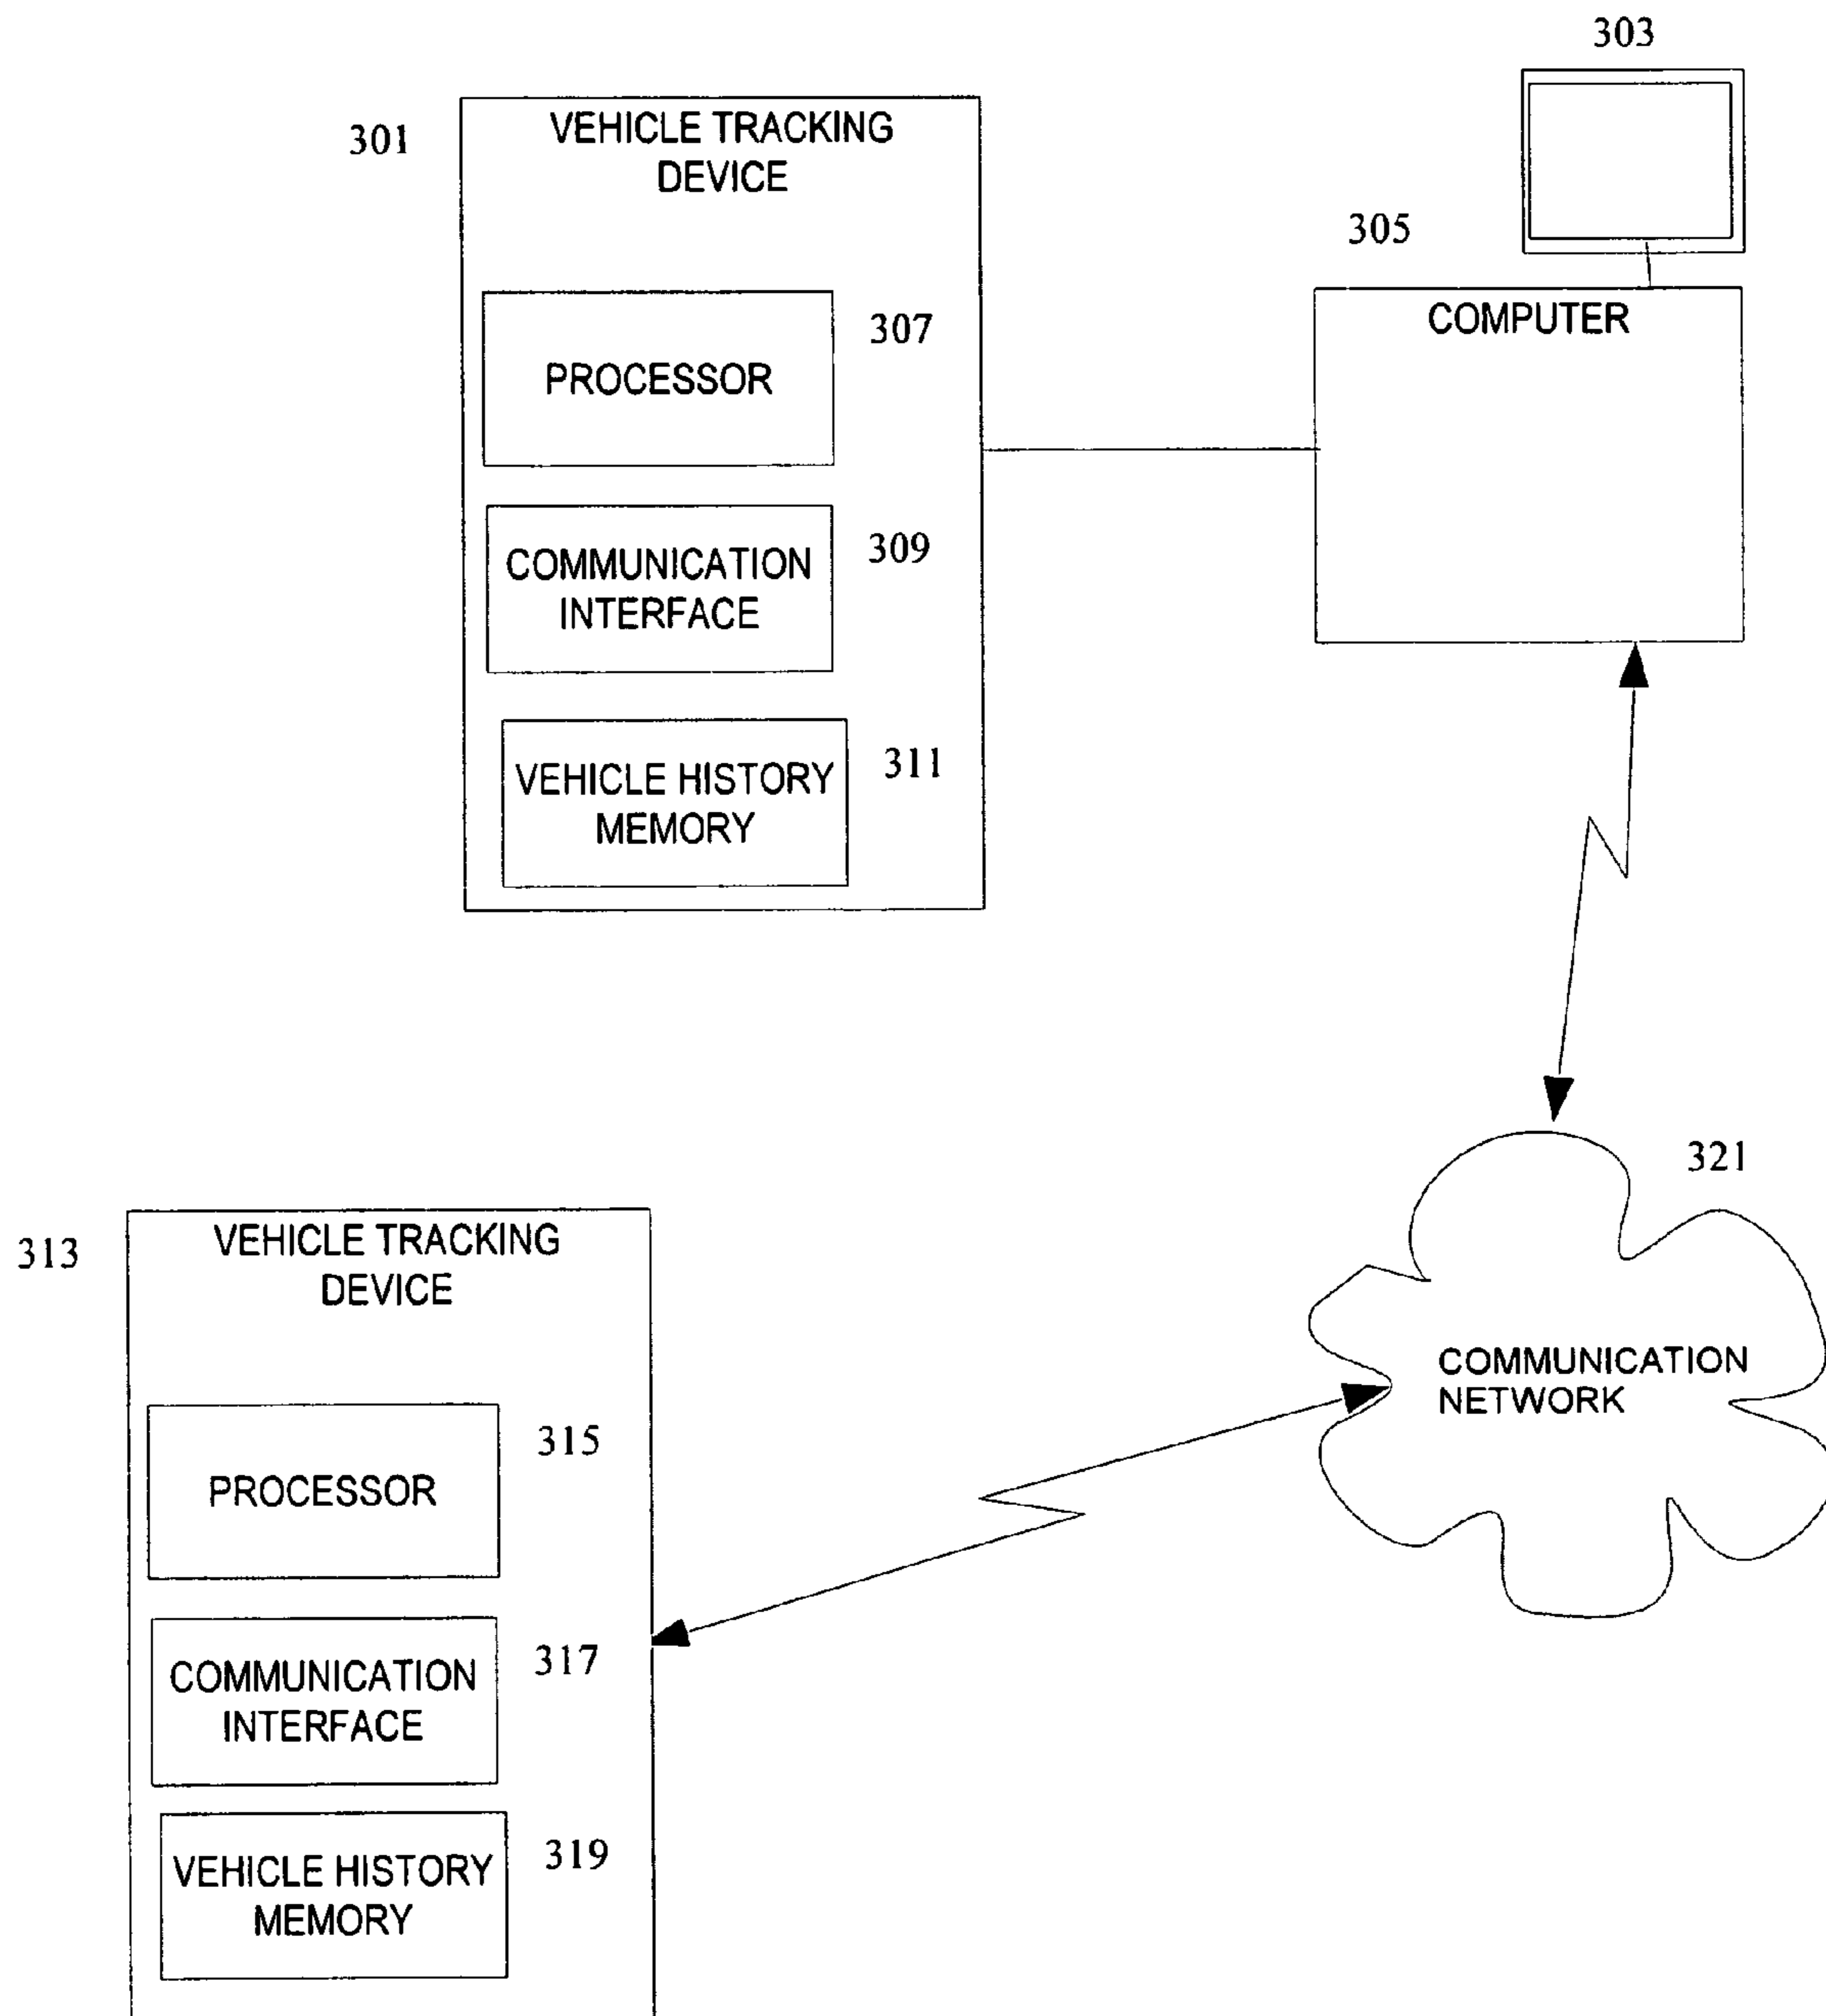 303
301
VEHICLE TRACKING
DEVICE
305
COMPUTER
307
PROCESSOR
309
COMMUNICATION
INTERFACE
311
VEHICLE HISTORY
MEMORY
321
COMMUNICATION
NETWORK
313
VEHICLE TRACKING
DEVICE
315
PROCESSOR
317
COMMUNICATION
INTERFACE
319
VEHICLE HISTORY
MEMORY